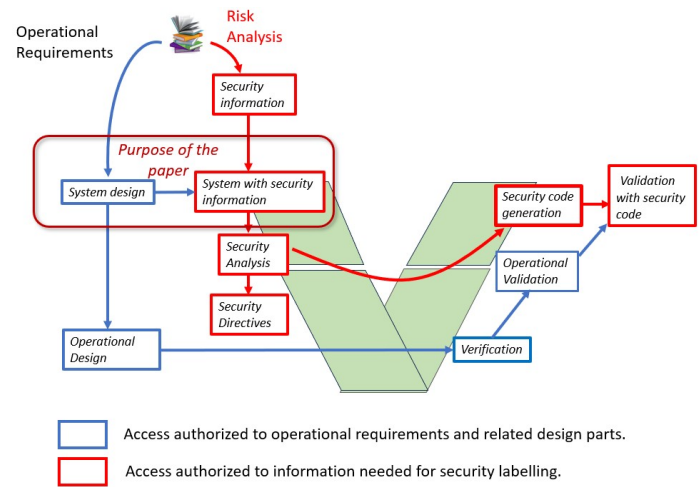 Operational
Requirements
Risk
Analysis
Security
information
Purpose of the
paper
System design
System with security
information
Security code
generation
Validation
with security
code
Security
Analysis
Operational
Validation
Security
Directives
Operational
Design
Verification
Access authorized to operational requirements and related design parts.
Access authorized to information needed for security labelling.